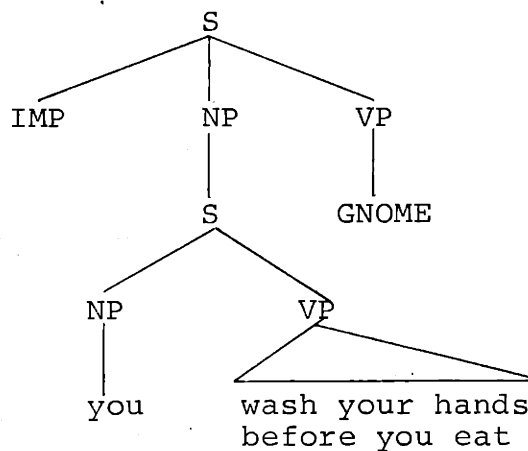 S
IMP NP VP
S GNOME
NP VP
you wash your hands
before you eat